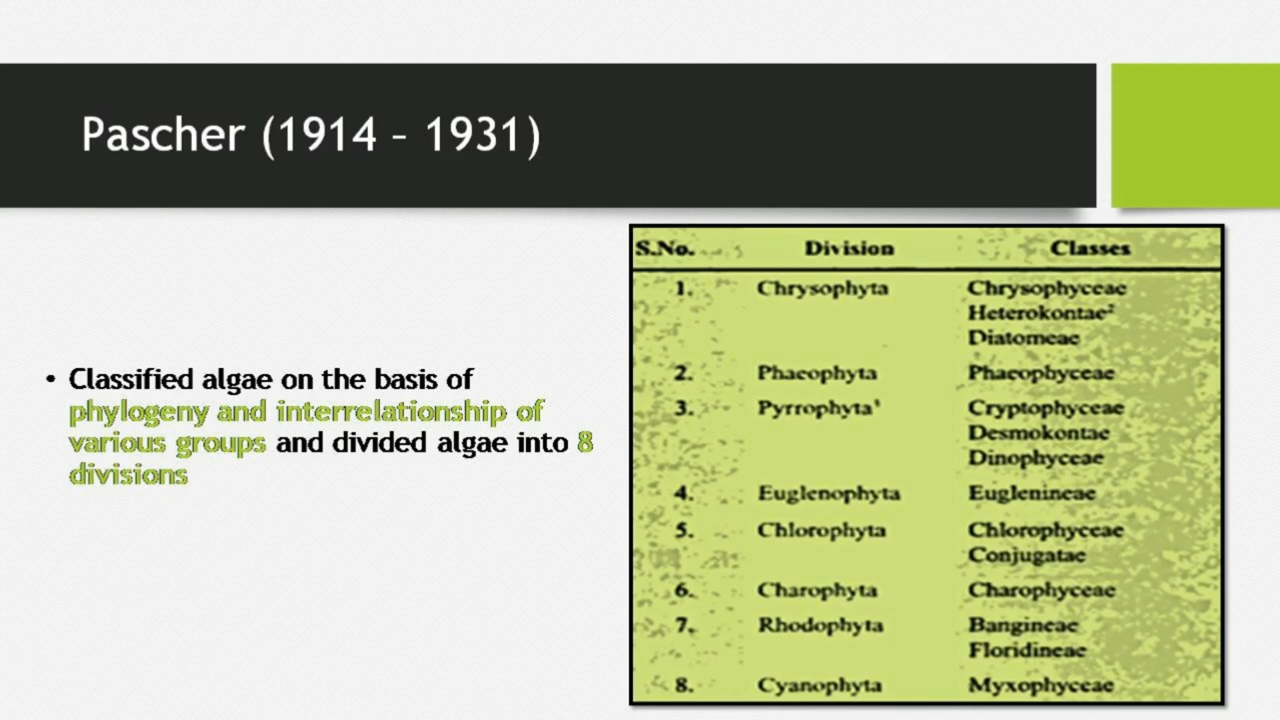 Pascher (1914 – 1931)
• Classified algae on the basis of
phylogeny and interrelationship of
various groups and divided algae into 8
divisions
S.No. Division Classes
1. Chrysophyta Chrysophyceae
Heterokontae²
Diatomeae
2. Phaeophyta Phaeophyceae
3. Pyrrophyta¹ Cryptophyceae
Desmokontae
Dinophyceae
4. Euglenophyta Euglenineae
5. Chlorophyta Chlorophyceae
Conjugatae
6. Charophyta Charophyceae
7. Rhodophyta Bangineae
Floridineae
8. Cyanophyta Myxophyceae